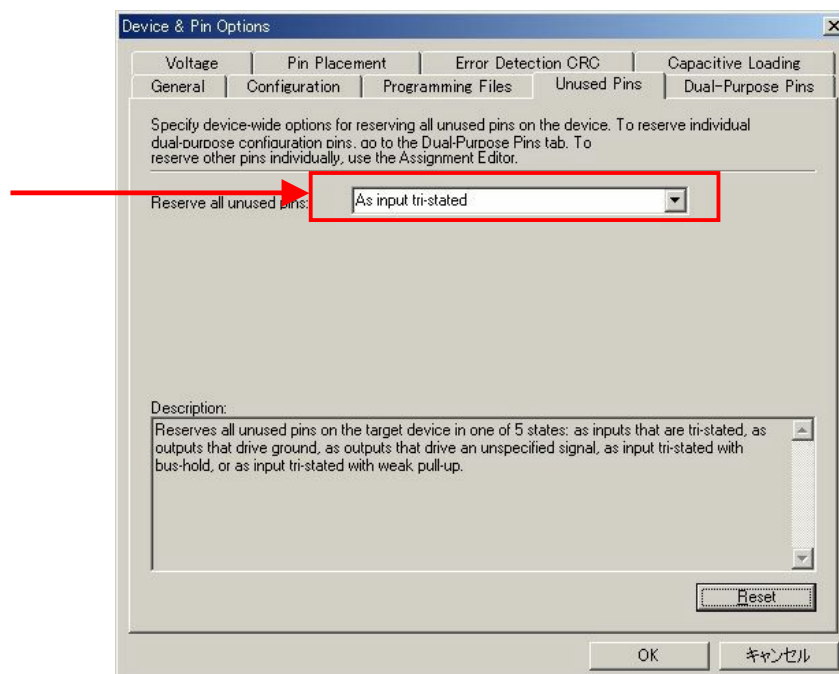 Device & Pin Options
Voltage Pin Placement Error Detection CRC Capacitive Loading
General Configuration Programming Files Unused Pins Dual-Purpose Pins
Specify device-wide options for reserving all unused pins on the device. To reserve individual
dual-purpose configuration pins, go to the Dual-Purpose Pins tab. To
reserve other pins individually, use the Assignment Editor.
Reserve all unused pins: As input tri-stated
Description:
Reserves all unused pins on the target device in one of 5 states: as inputs that are tri-stated, as
outputs that drive ground, as outputs that drive an unspecified signal, as input tri-stated with
bus-hold, or as input tri-stated with weak pull-up.
Reset
OK キャンセル